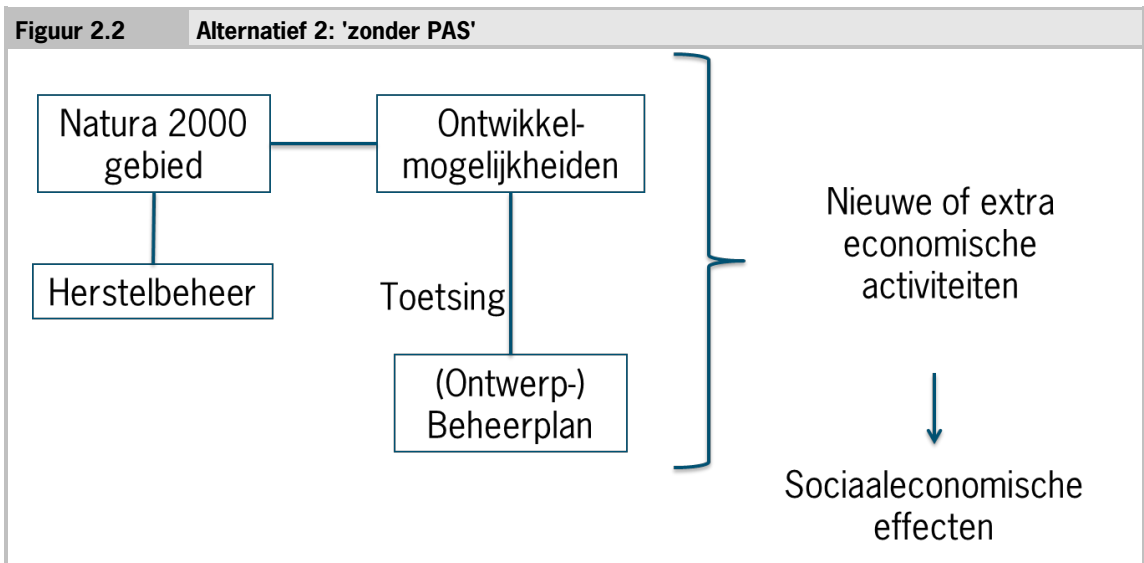 Figuur 2.2 Alternatief 2: 'zonder PAS'
Natura 2000
gebied
Ontwikkel-
mogelijkheiden
Herstelbeheer
Toetsing
(Ontwerp-)
Beheerplan
Nieuwe of extra
economische
activiteiten
Sociaaleconomische
effecten